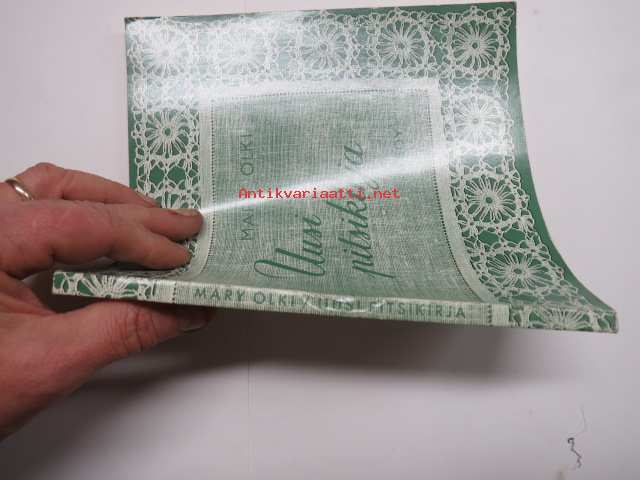 MARY OLKI
Uusi
pitsikirja
Antikvariaatti.net
MARY OLKI / UUSI PITSIKIRJA